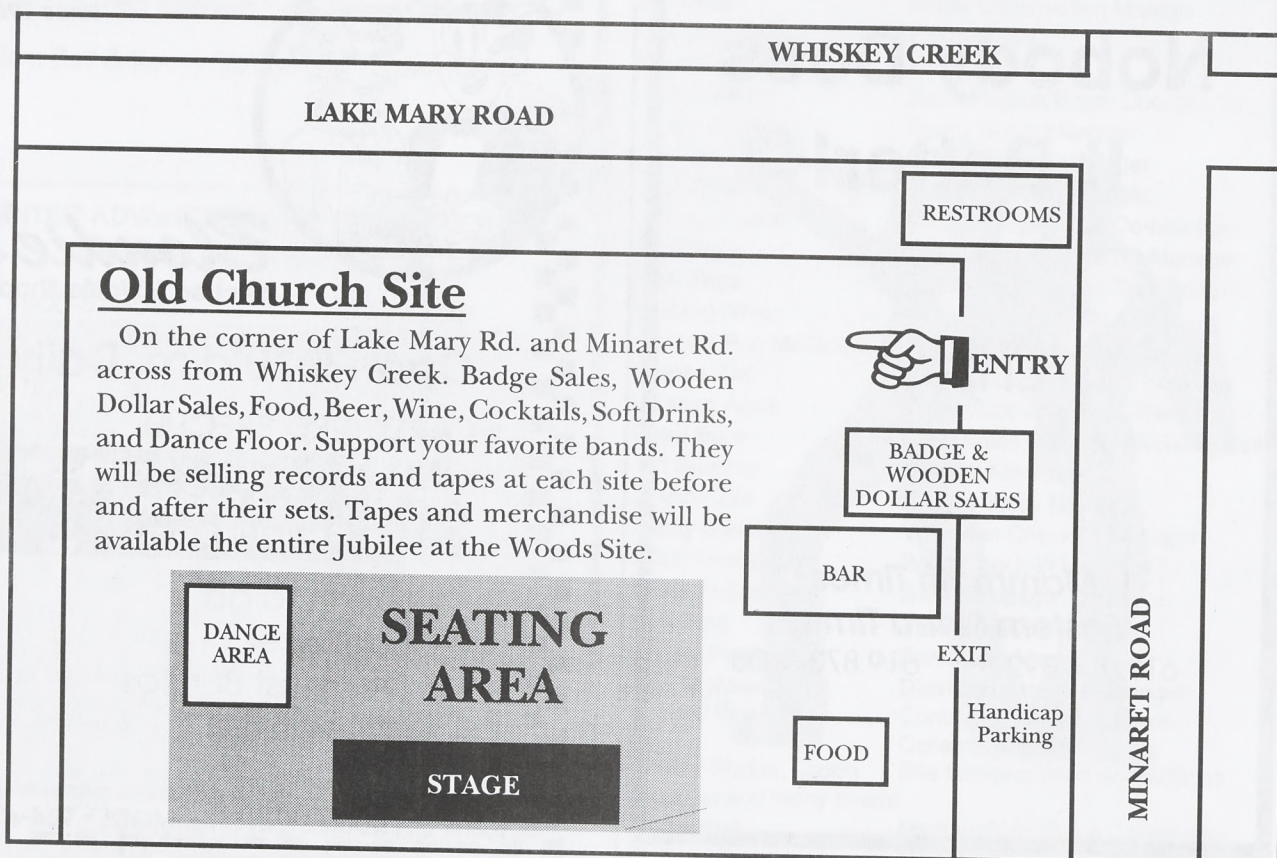 WHISKEY CREEK
LAKE MARY ROAD
RESTROOMS
Old Church Site
On the corner of Lake Mary Rd. and Minaret Rd.
across from Whiskey Creek. Badge Sales, Wooden
Dollar Sales, Food, Beer, Wine, Cocktails, Soft Drinks,
and Dance Floor. Support your favorite bands. They
will be selling records and tapes at each site before
and after their sets. Tapes and merchandise will be
available the entire Jubilee at the Woods Site.
ENTRY
BADGE &
WOODEN
DOLLAR SALES
BAR
EXIT
DANCE
AREA
SEATING
AREA
STAGE
FOOD
Handicap
Parking
MINARET ROAD